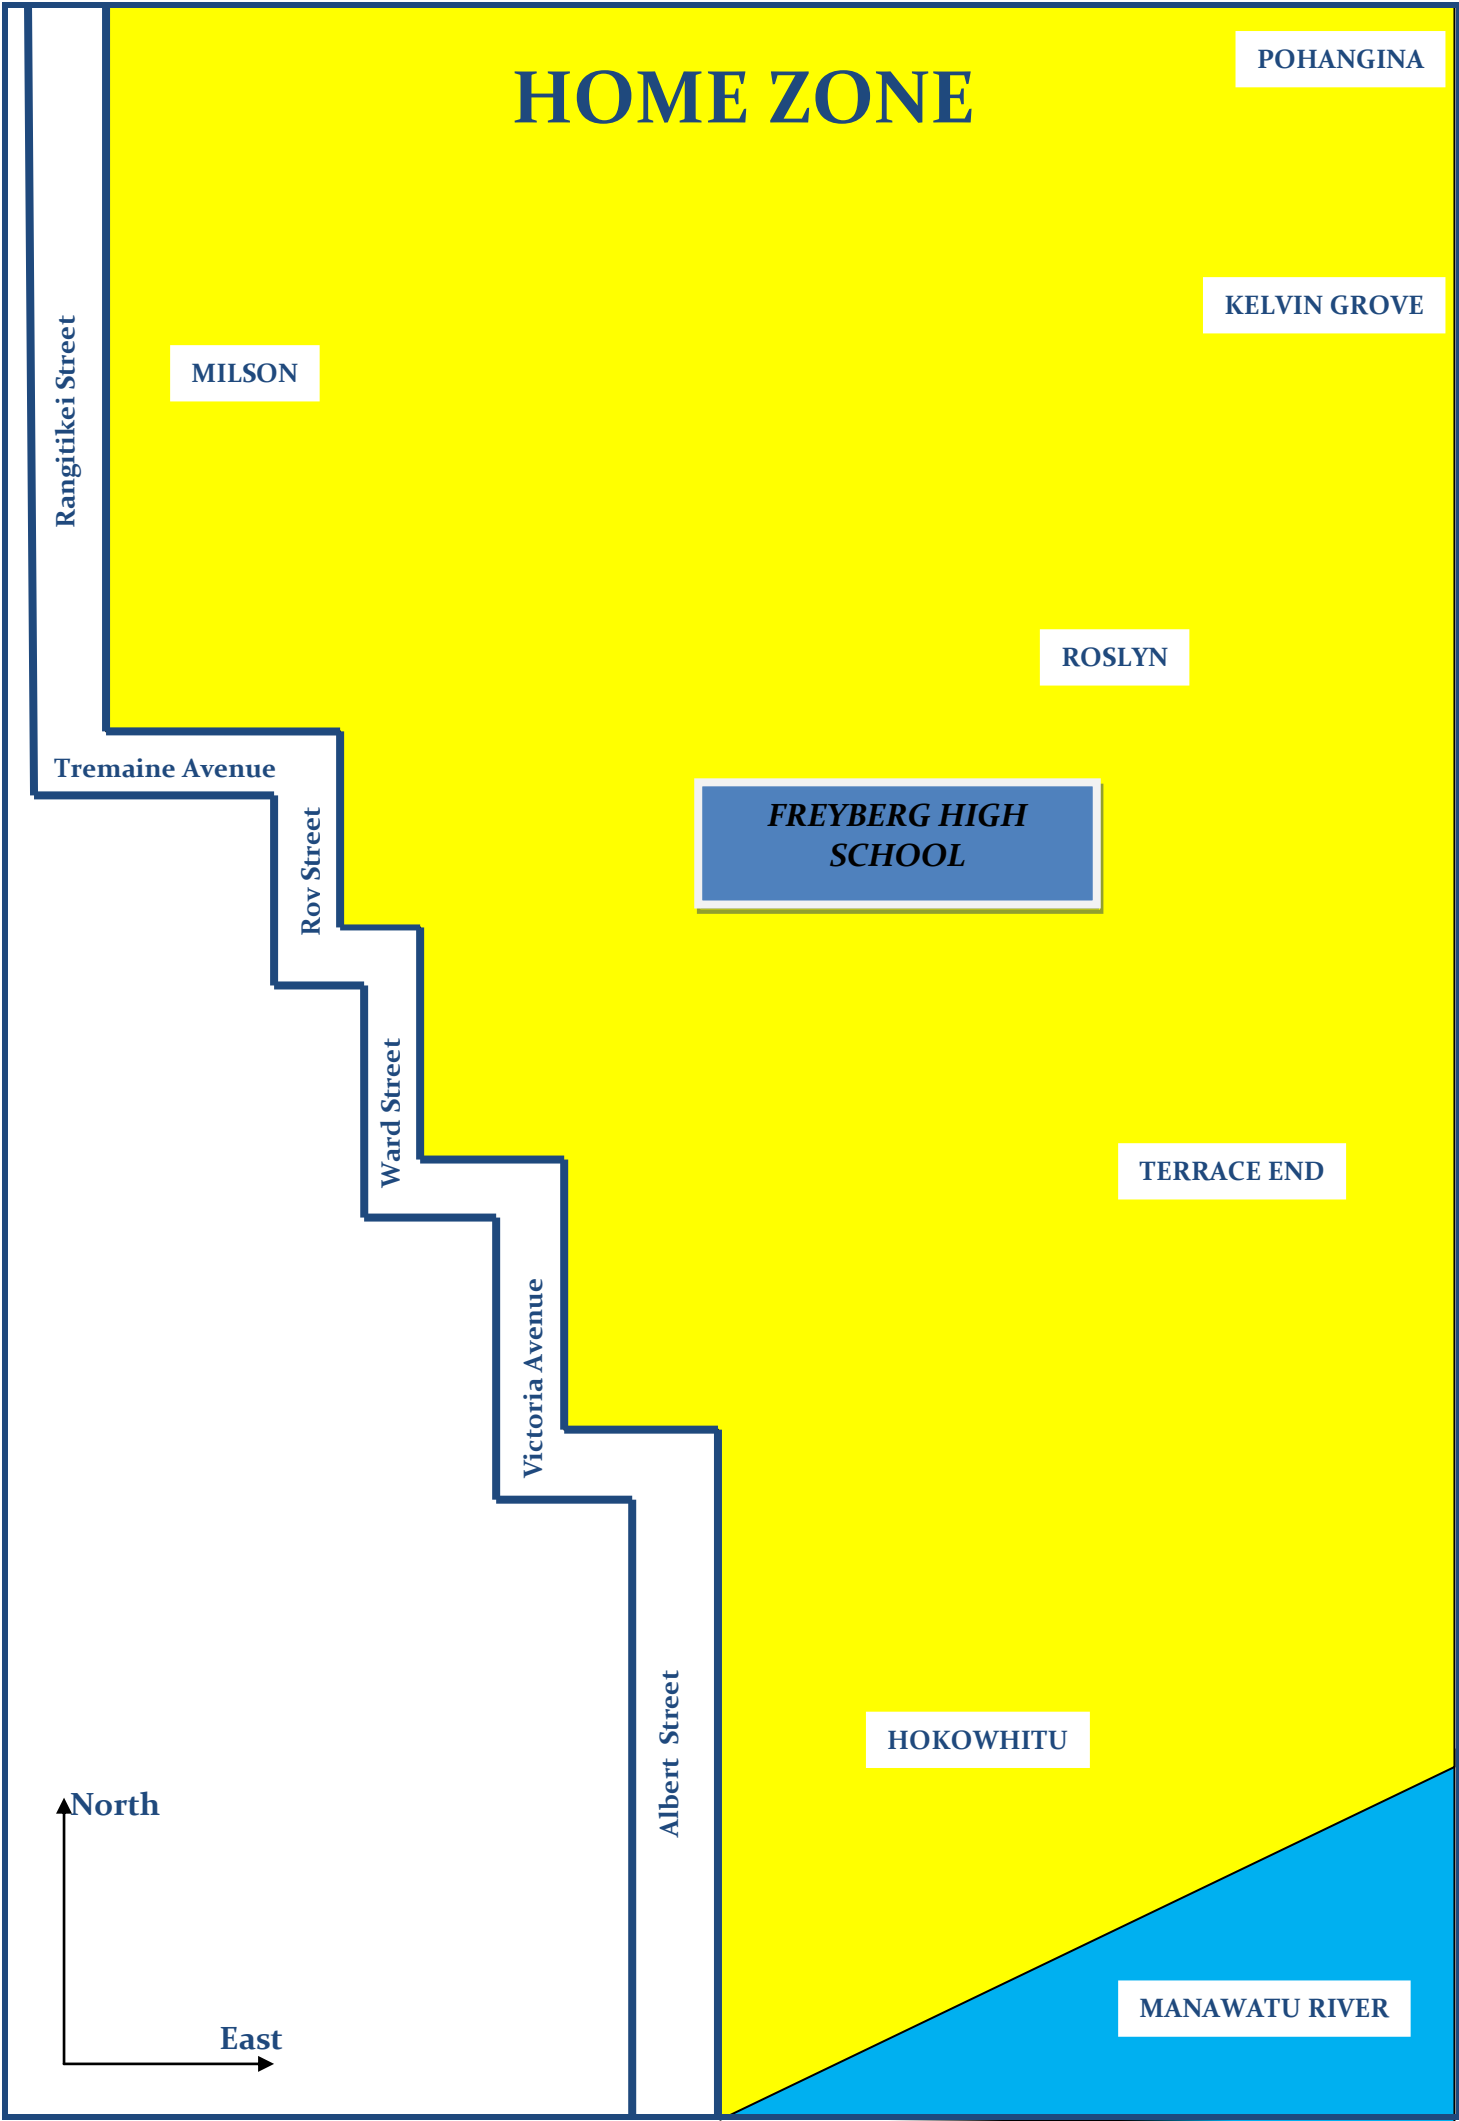 POHANGINA
HOME ZONE
KELVIN GROVE
Rangitikei Street
MILSON
ROSLYN
Tremaine Avenue
FREYBERG HIGH
SCHOOL
Rov Street
Ward Street
TERRACE END
Victoria Avenue
Albert Street
HOKOWHITU
North
MANAWATU RIVER
East